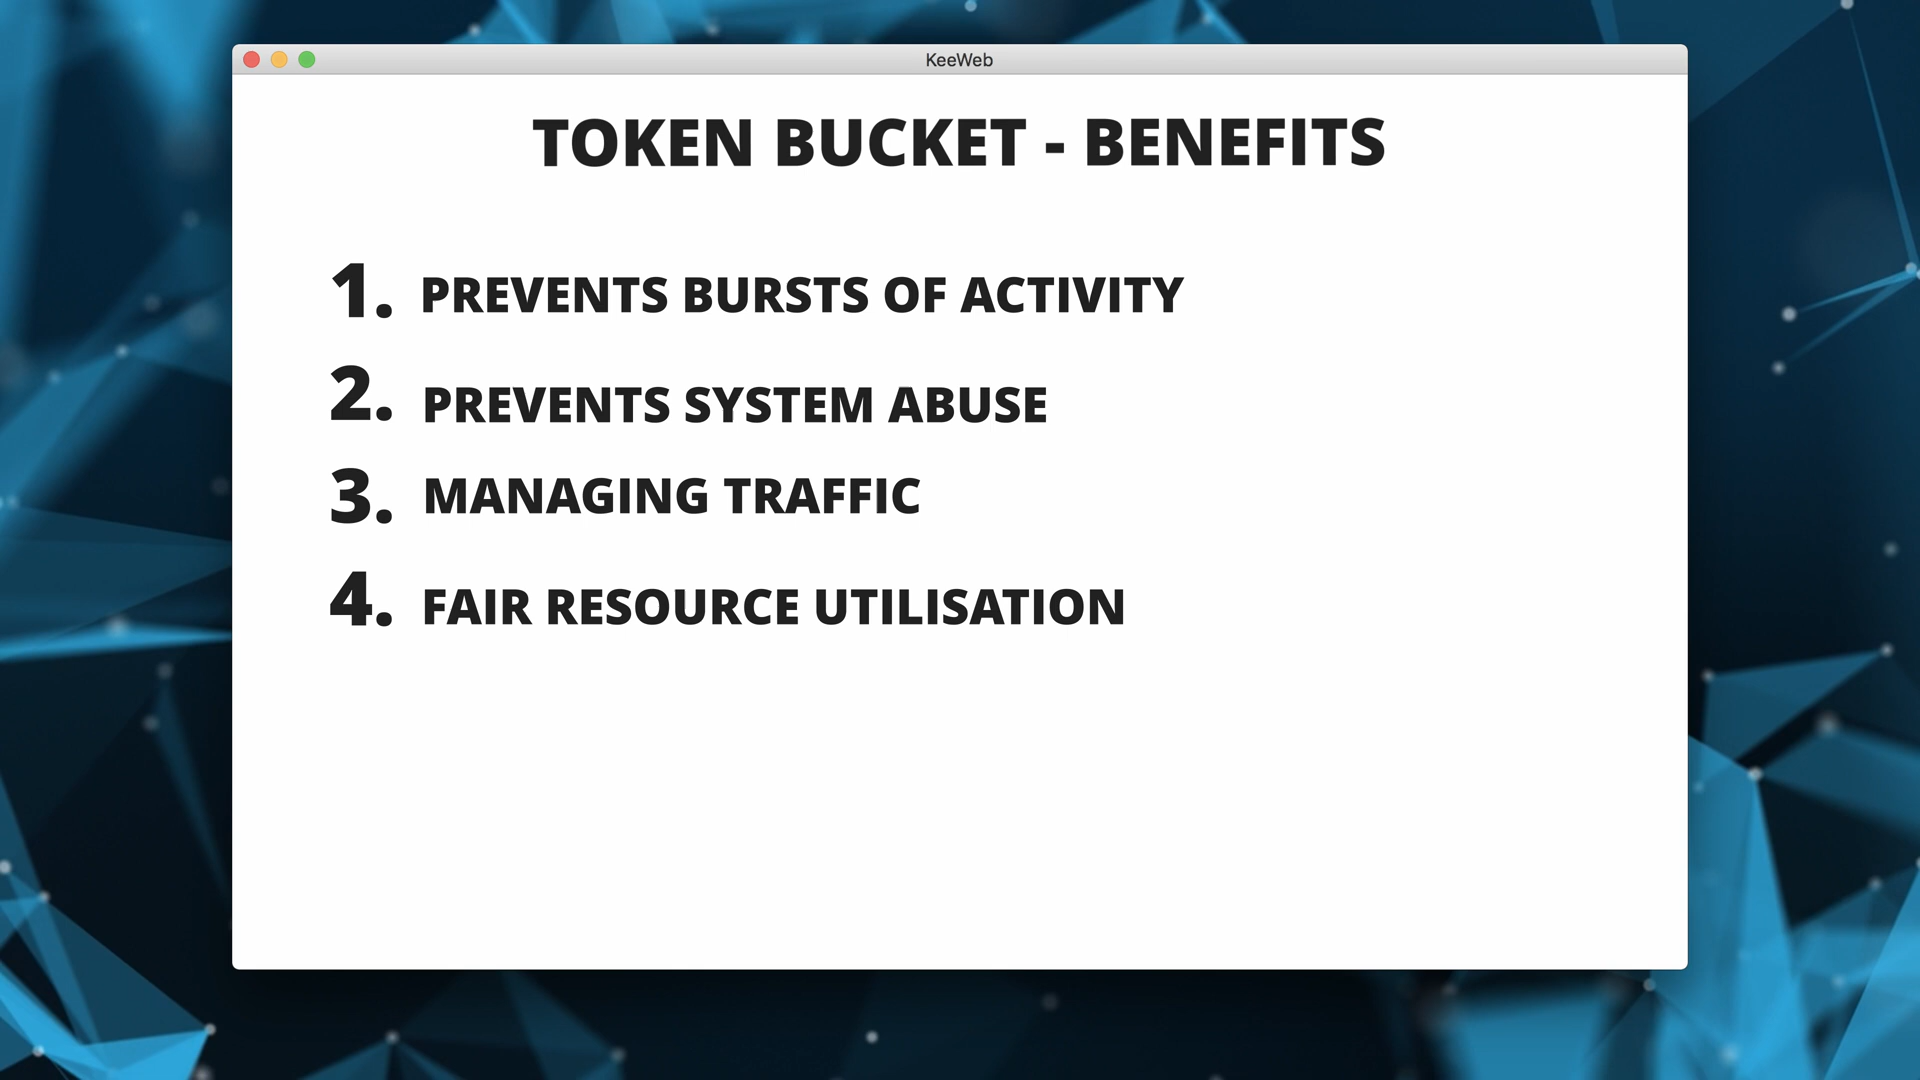 KeeWeb
TOKEN BUCKET - BENEFITS
1. PREVENTS BURSTS OF ACTIVITY
2. PREVENTS SYSTEM ABUSE
3. MANAGING TRAFFIC
4. FAIR RESOURCE UTILISATION